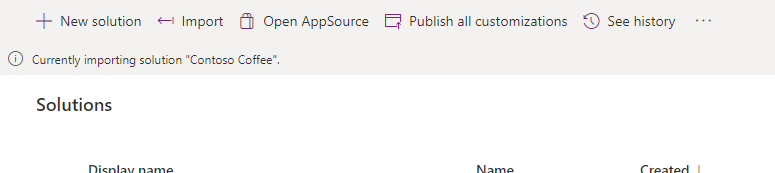 New solution Import Open AppSource Publish all customizations See history ...
Currently importing solution "Contoso Coffee".
Solutions
Display name Name Created